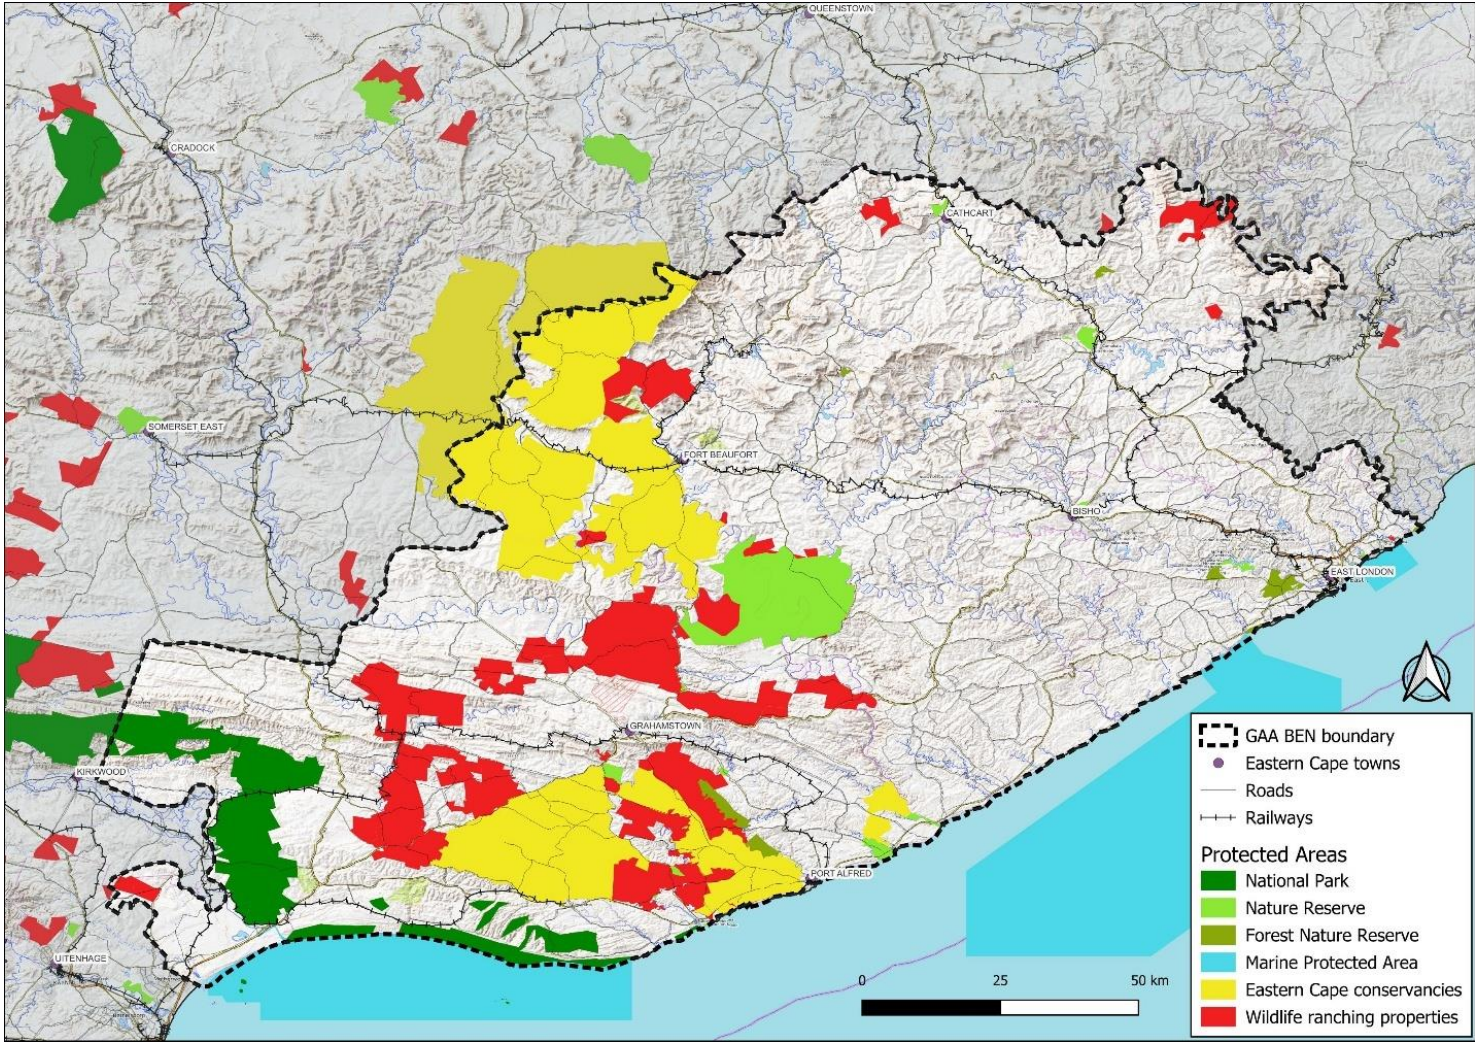 QUEENSTOWN
CRADOCK
CATHCART
SOMERSET EAST
FORT BEAUFORT
BISHO
EAST LONDON
East
GRAHAMSTOWN
KIRKWOOD
PORT ALFRED
UITENHAGE
0 25 50 km
GAA BEN boundary
Eastern Cape towns
Roads
Railways
Protected Areas
National Park
Nature Reserve
Forest Nature Reserve
Marine Protected Area
Eastern Cape conservancies
Wildlife ranching properties